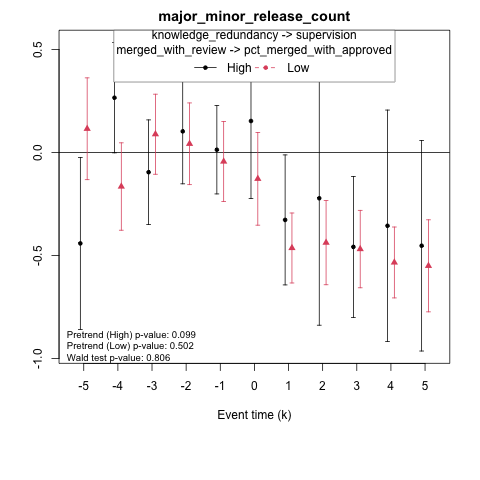 major_minor_release_count
knowledge_redundancy -> supervision
merged_with_review -> pct_merged_with_approved
High Low
0.5
0.0
-0.5
-1.0
Pretrend (High) p-value: 0.099
Pretrend (Low) p-value: 0.502
Wald test p-value: 0.806
-5 -4 -3 -2 -1 0 1 2 3 4 5
Event time (k)